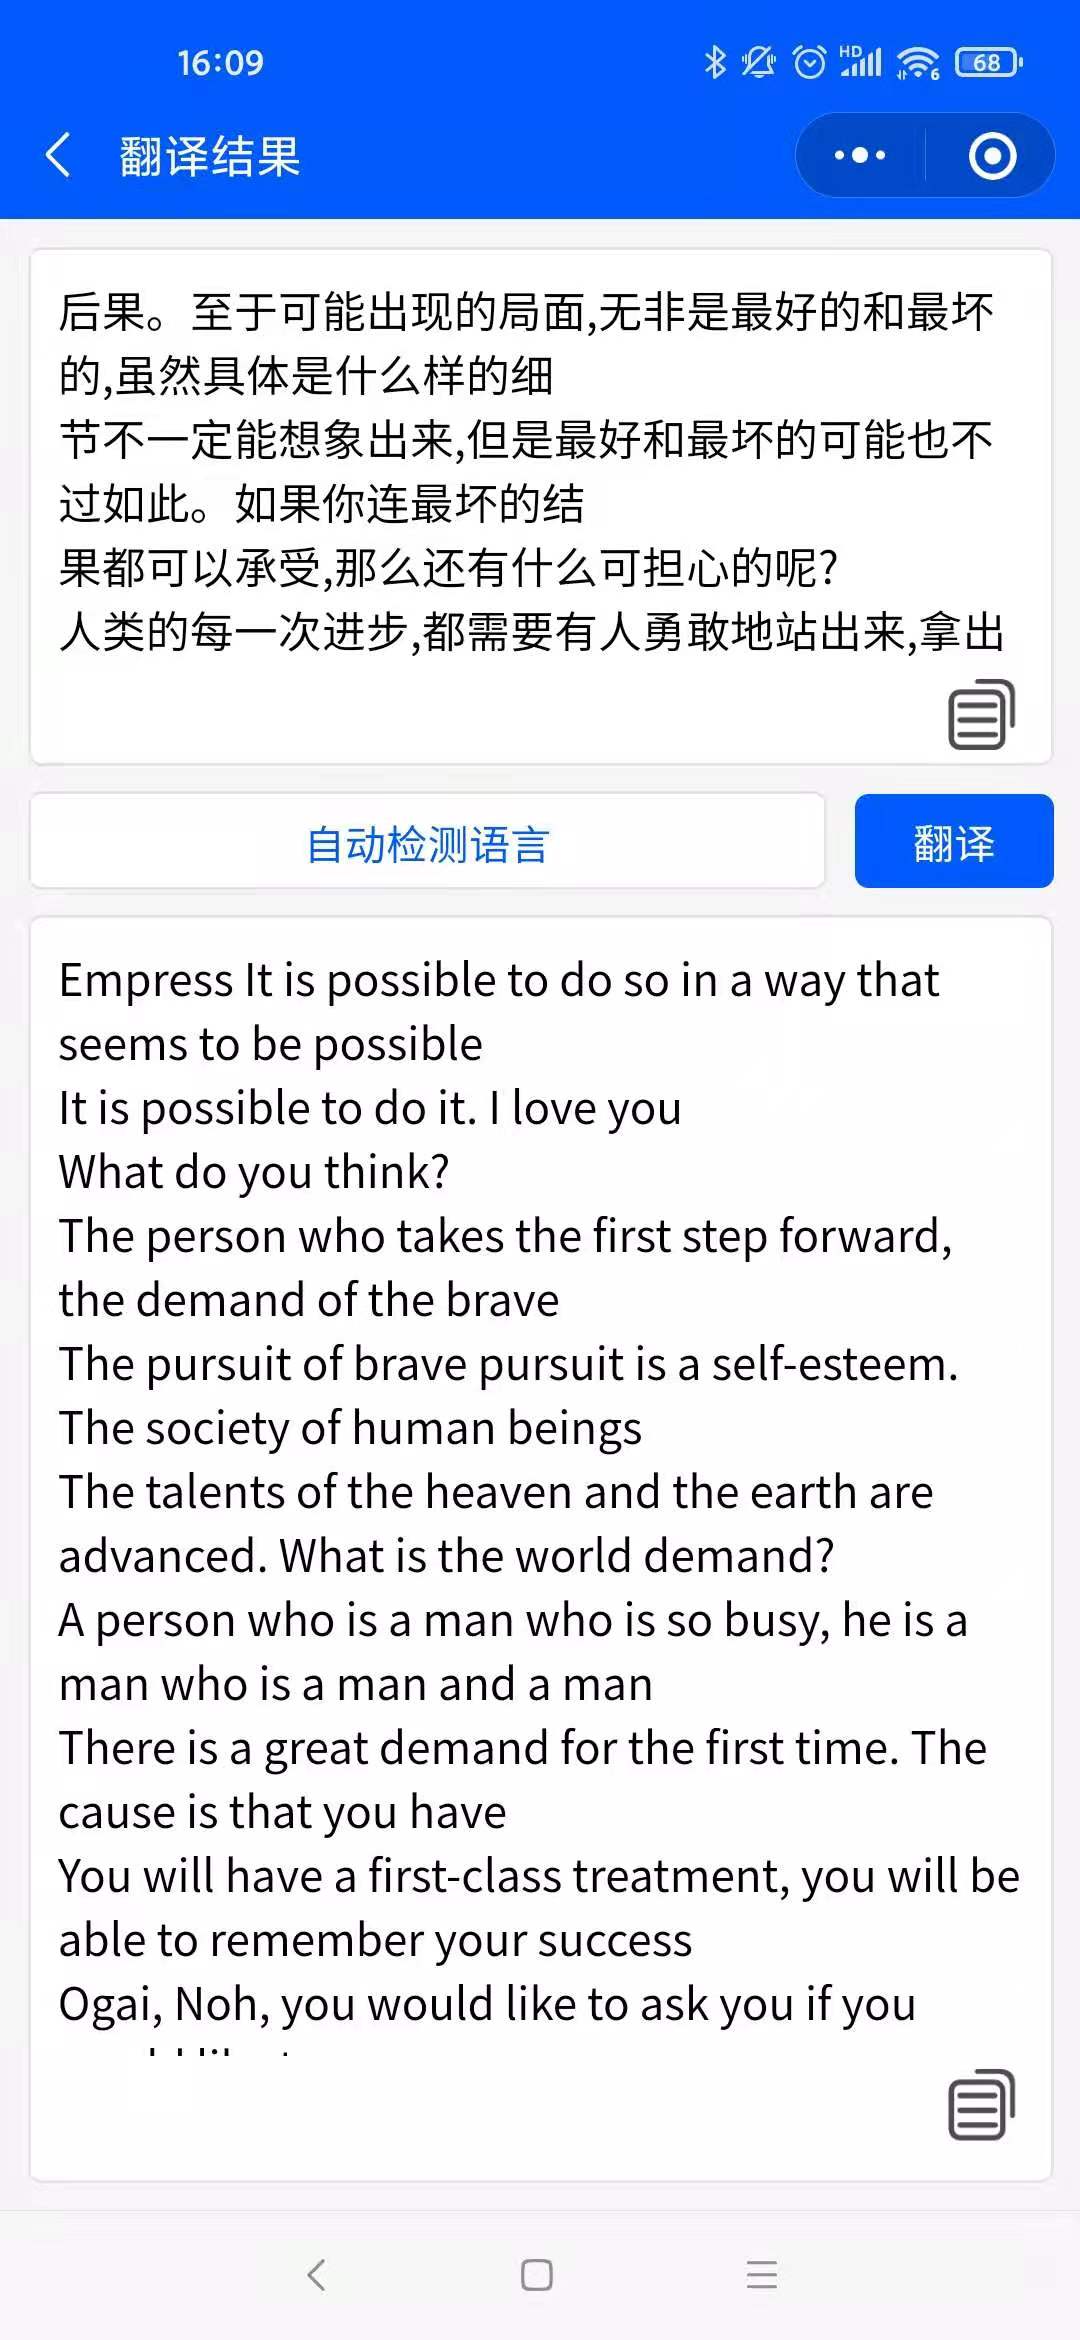 16:09
HD
6
68
翻译结果
后果。至于可能出现的局面,无非是最好的和最坏
的,虽然具体是什么样的细
节不一定能想象出来,但是最好和最坏的可能也不
过如此。如果你连最坏的结
果都可以承受,那么还有什么可担心的呢?
人类的每一次进步,都需要有人勇敢地站出来,拿出
自动检测语言
翻译
Empress It is possible to do so in a way that
seems to be possible
It is possible to do it. I love you
What do you think?
The person who takes the first step forward,
the demand of the brave
The pursuit of brave pursuit is a self-esteem.
The society of human beings
The talents of the heaven and the earth are
advanced. What is the world demand?
A person who is a man who is so busy, he is a
man who is a man and a man
There is a great demand for the first time. The
cause is that you have
You will have a first-class treatment, you will be
able to remember your success
Ogai, Noh, you would like to ask you if you